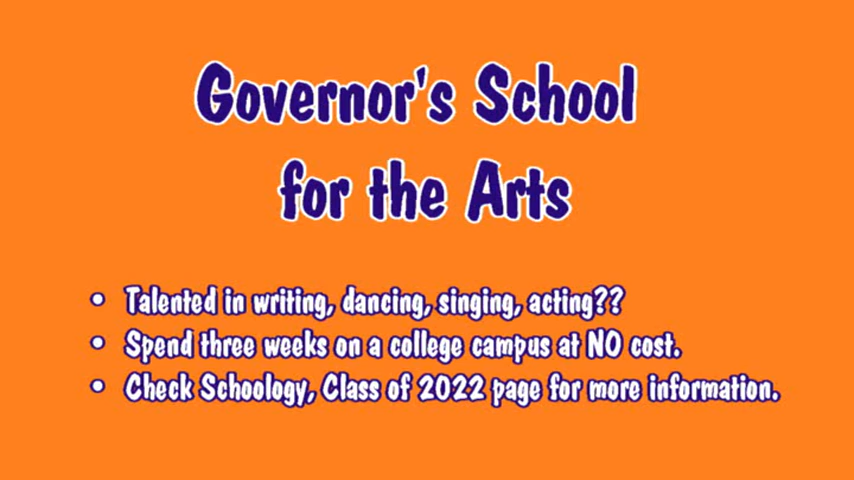 Governor's School
for the Arts
• Talented in writing, dancing, singing, acting??
• Spend three weeks on a college campus at NO cost.
• Check Schoology, Class of 2022 page for more information.